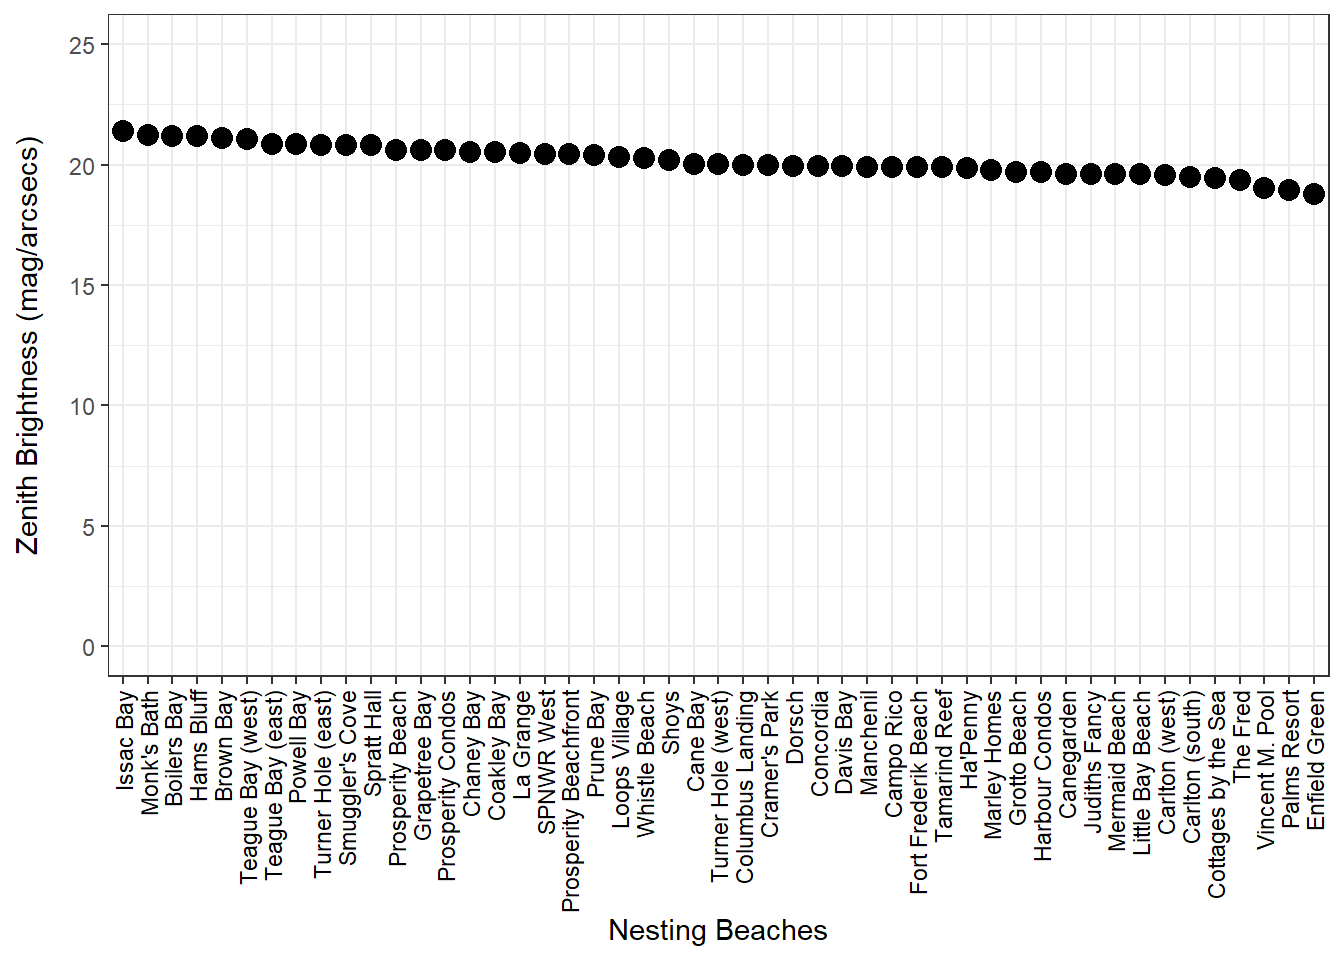 Zenith Brightness (mag/arcsecs)
25
20
15
10
5
0
Issac Bay
Monk's Bath
Boilers Bay
Hams Bluff
Brown Bay
Teague Bay (west)
Teague Bay (east)
Powell Bay
Turner Hole (east)
Smuggler's Cove
Spratt Hall
Prosperity Beach
Grapetree Bay
Prosperity Condos
Chaney Bay
Coakley Bay
La Grange
SPNWR West
Prosperity Beachfront
Prune Bay
Loops Village
Whistle Beach
Shoys
Cane Bay
Turner Hole (west)
Columbus Landing
Cramer's Park
Dorsch
Concordia
Davis Bay
Manchenil
Campo Rico
Fort Frederik Beach
Tamarind Reef
Ha'Penny
Marley Homes
Grotto Beach
Harbour Condos
Canegarden
Judiths Fancy
Mermaid Beach
Little Bay Beach
Carlton (west)
Carlton (south)
Cottages by the Sea
The Fred
Vincent M. Pool
Palms Resort
Enfield Green
Nesting Beaches